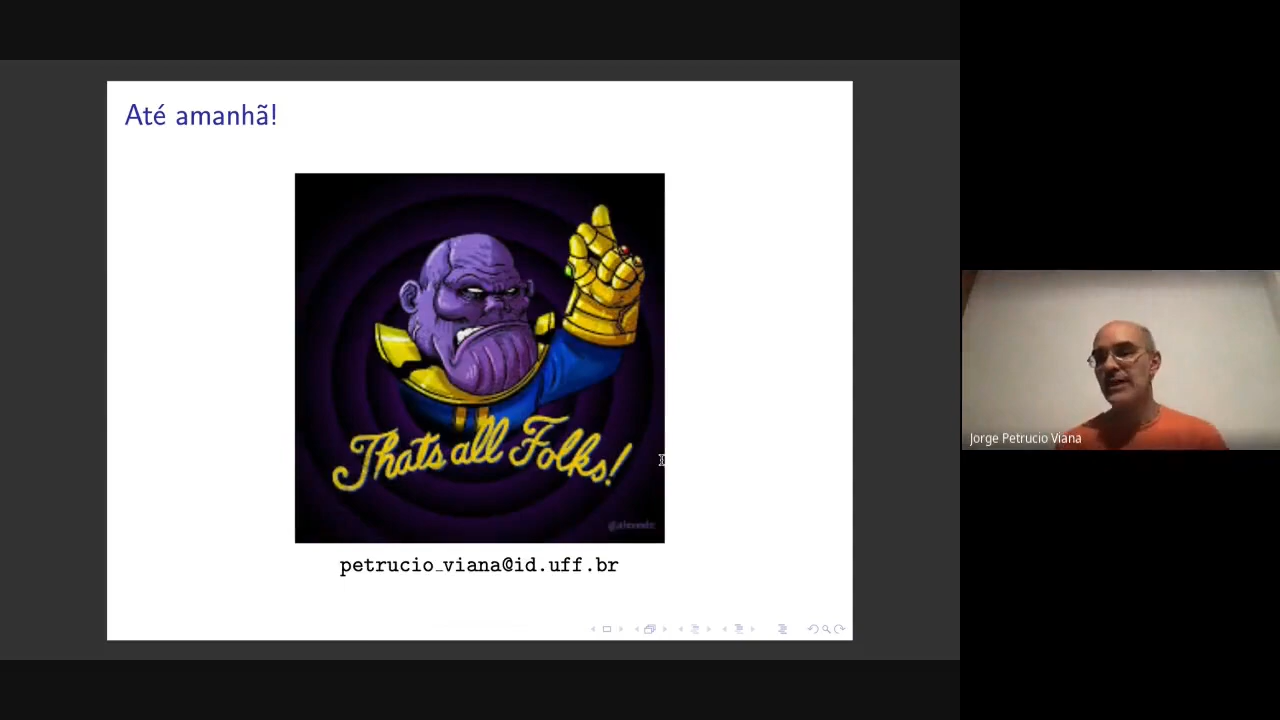 Até amanhã!
Thats all Folks!
petrucio_viana@id.uff.br
Jorge Petrucio Viana